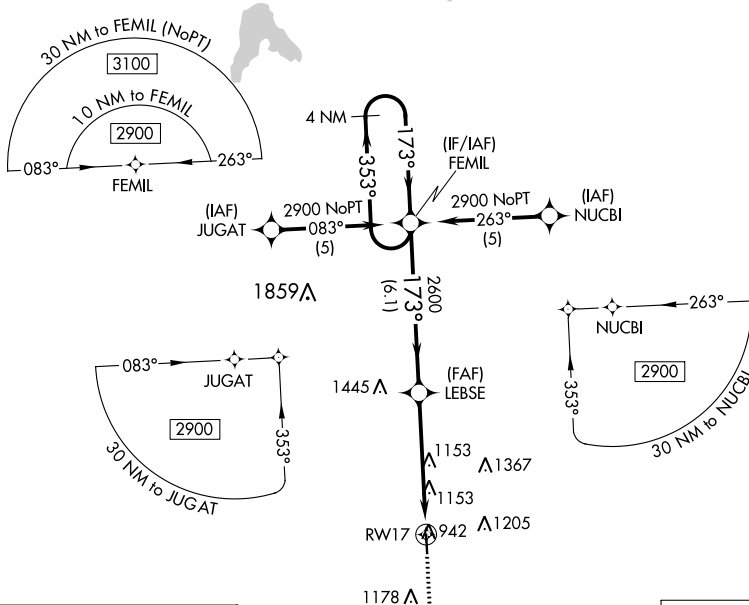 30 NM to FEMIL (NoPT)
3100
10 NM to FEMIL
2900
083°
263°
FEMIL
4 NM
173°
353°
(IF/IAF)
FEMIL
(IAF)
JUGAT
2900 NoPT
083°
(5)
2900 NoPT
263°
(5)
(IAF)
NUCBI
1859
2600
173°
(6.1)
083°
JUGAT
2900
353°
30 NM to JUGAT
263°
NUCBI
2900
353°
30 NM to NUCBI
1445
(FAF)
LEBSE
1153
1367
1153
RW17
942
1205
1178